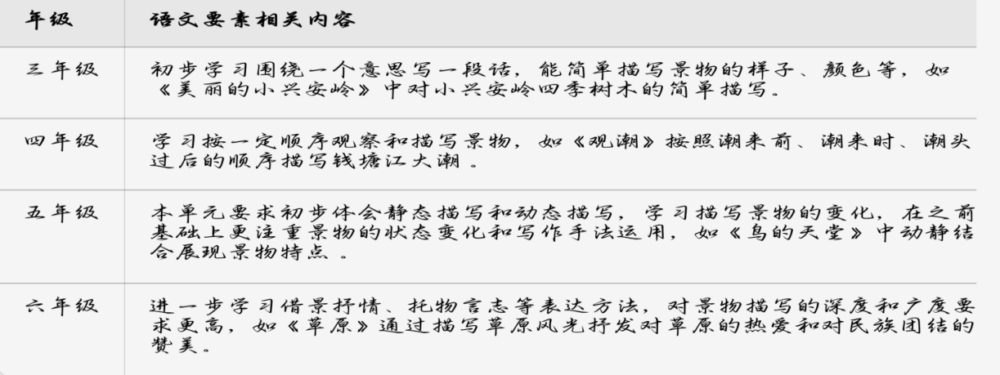 年级 语文要素相关内容
三年级 初步学习围绕一个意思写一段话，能简单描写景物的样子、颜色等，如
《美丽的小兴安岭》中对小兴安岭四季树木的简单描写。
四年级 学习按一定顺序观察和描写景物，如《观潮》按照潮来前、潮来时、潮头
过后的顺序描写钱塘江大潮。
五年级 本单元要求初步体会静态描写和动态描写，学习描写景物的变化，在之前
基础上更注重景物的状态变化和写作手法运用，如《鸟的天堂》中动静结
合展现景物特点。
六年级 进一步学习借景抒情、托物言志等表达方法，对景物描写的深度和广度要
求更高，如《草原》通过描写草原风光抒发对草原的热爱和对民族团结的
赞美。